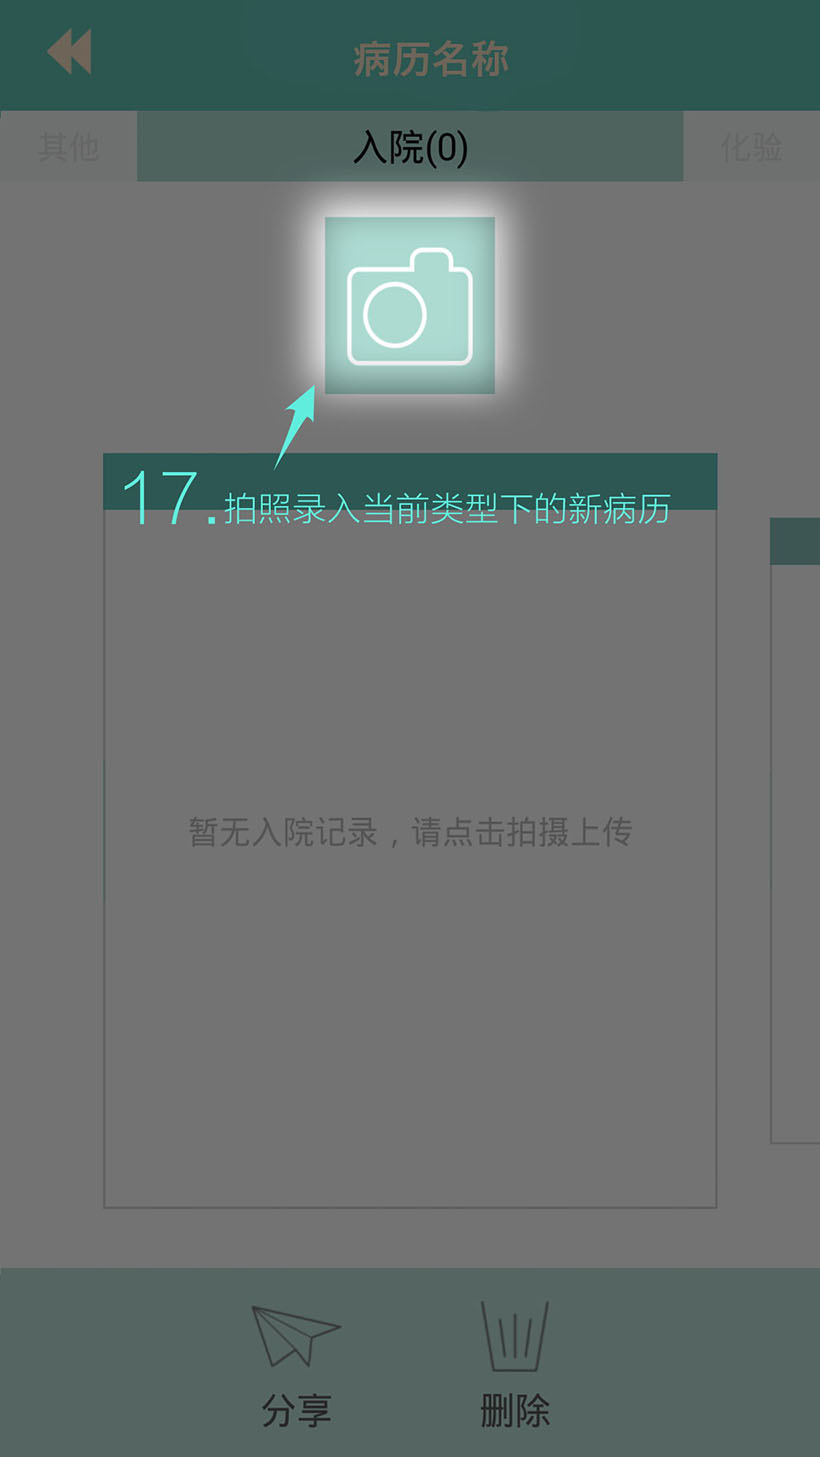 病历名称
其他 入院(0) 化验
17.拍照录入当前类型下的新病历
暂无入院记录，请点击拍摄上传
分享 删除